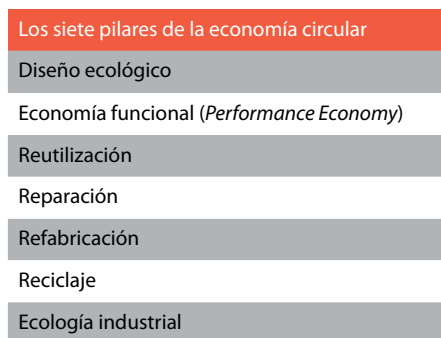 Los siete pilares de la economía circular
Diseño ecológico
Economía funcional (Performance Economy)
Reutilización
Reparación
Refabricación
Reciclaje
Ecología industrial